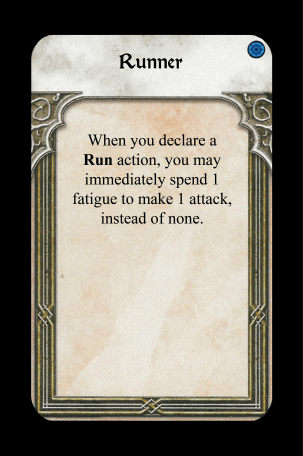 Runner
When you declare a
Run action, you may
immediately spend 1
fatigue to make 1 attack,
instead of none.